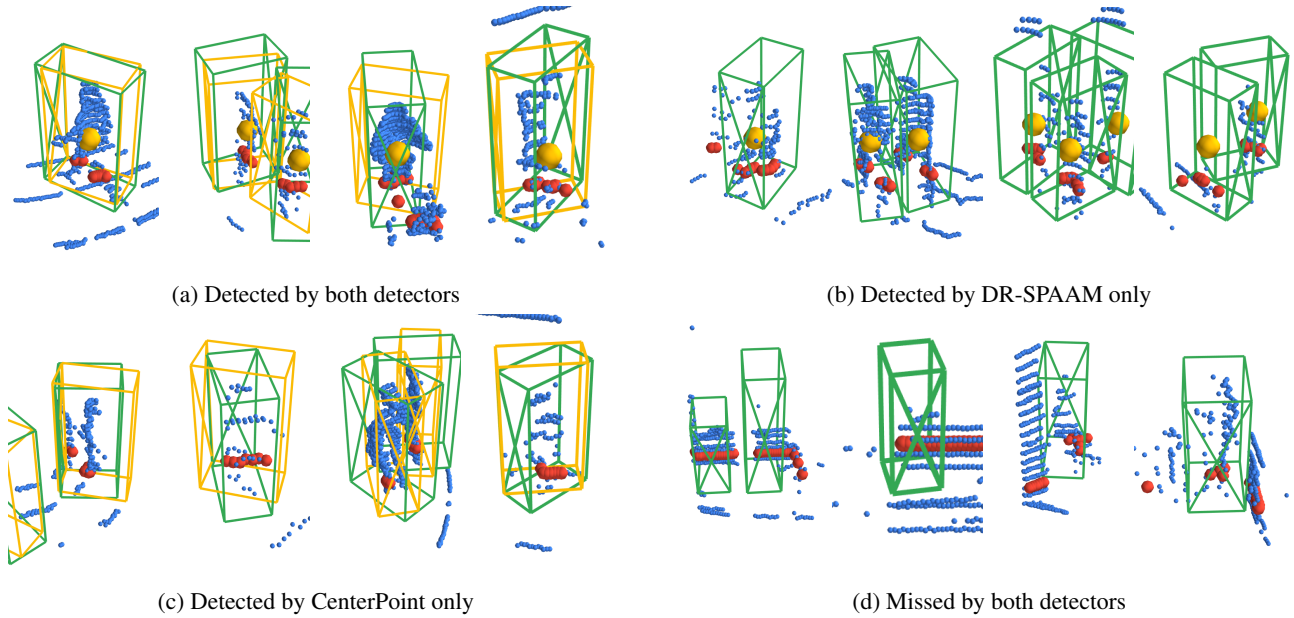 (a) Detected by both detectors
(b) Detected by DR-SPAAM only
(c) Detected by CenterPoint only
(d) Missed by both detectors